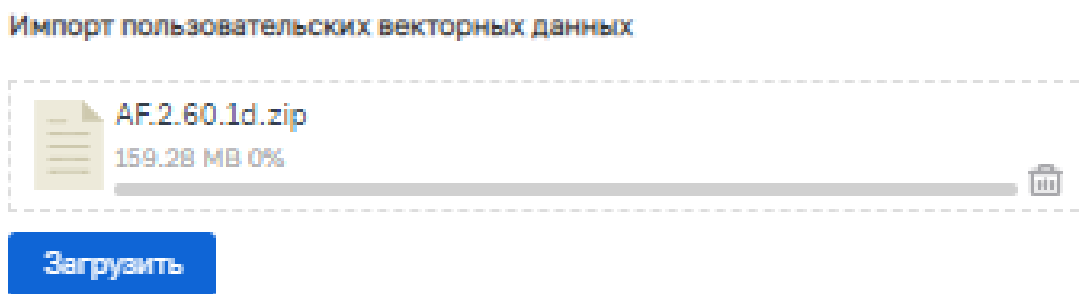 Импорт пользовательских векторных данных
AF.2.60.1d.zip
159.28 MB 0%
Загрузить